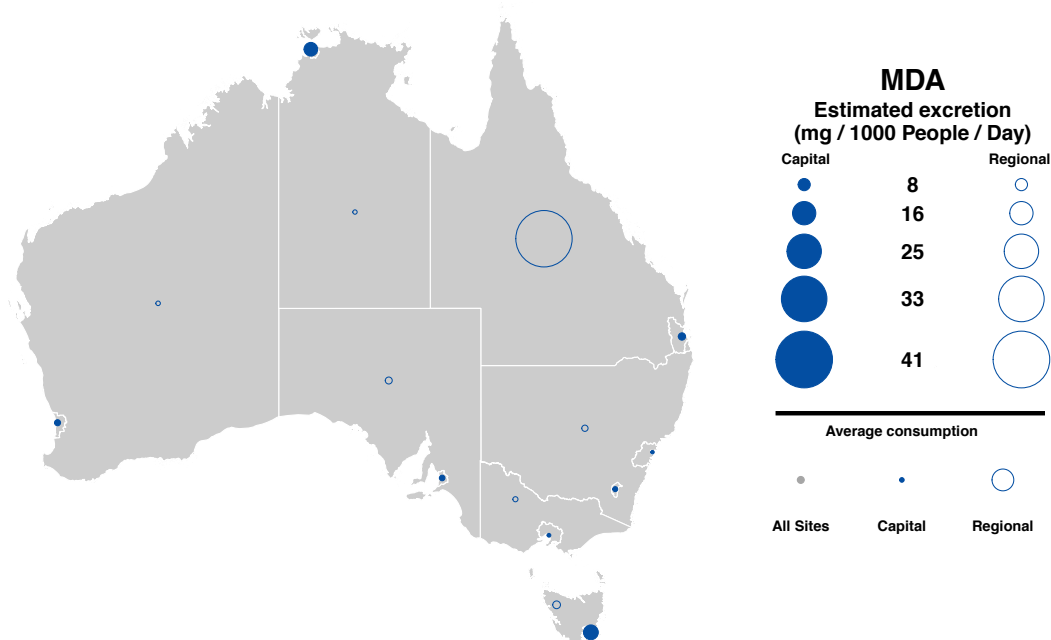 MDA
Estimated excretion
(mg / 1000 People / Day)
Capital Regional
8
16
25
33
41
Average consumption
All Sites Capital Regional